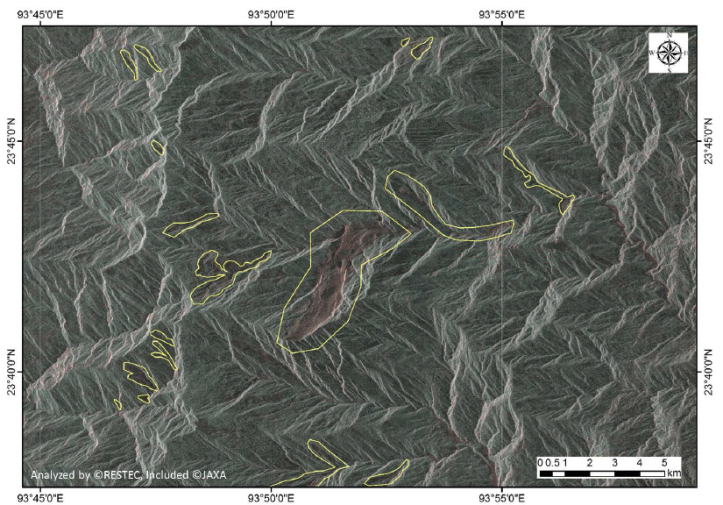 93°45'0"E 93°50'0"E 93°55'0"E
N
W E
S
23°45'0"N 23°45'0"N
23°40'0"N 23°40'0"N
0 0.5 1 2 3 4 5
km
Analyzed by ©RESTEC, Included ©JAXA
93°45'0"E 93°50'0"E 93°55'0"E